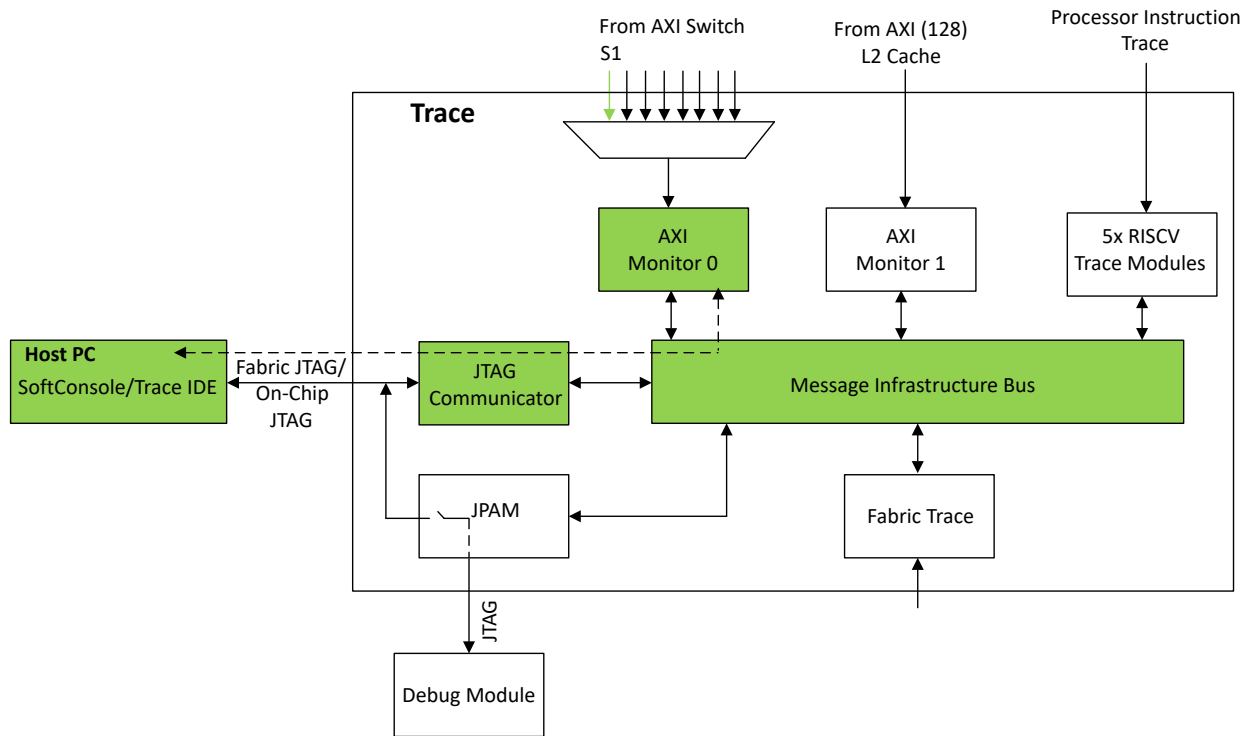 From AXI Switch
S1
From AXI (128)
L2 Cache
Processor Instruction
Trace
Trace
AXI
Monitor 0
AXI
Monitor 1
5x RISCV
Trace Modules
Host PC
SoftConsole/Trace IDE
Fabric JTAG/
On-Chip
JTAG
JTAG
Communicator
Message Infrastructure Bus
JPAM
Fabric Trace
JTAG
Debug Module